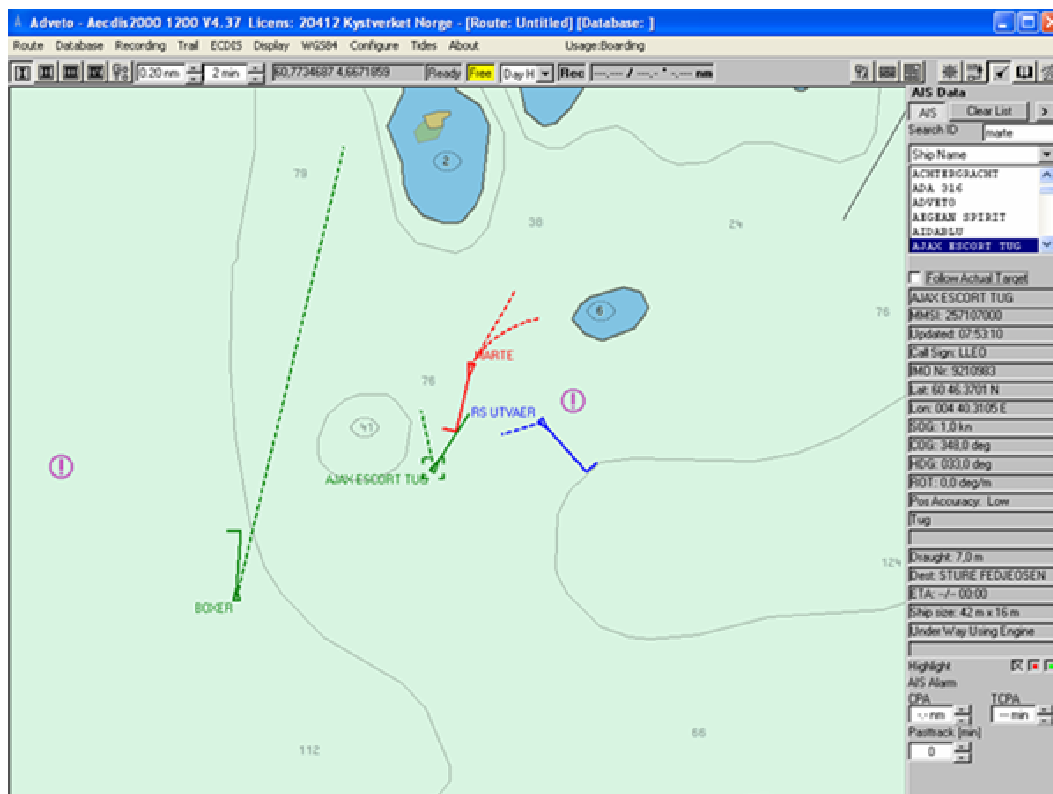 Adveto - Aecdis2000 1200 V4.37 Licens: 20412 Kystverket Norge - [Route: Untitled] [Database: ]
Route Database Recording Trail ECDIS Display WGS84 Configure Tides About Usage:Boarding
I II III IV 0.20 nm 2 min 60,7734687 4,6671859 Ready Free Day H Rec ---.--- / ---.- ° -.--- nm
AIS Data
AIS Clear List >
Search ID marte
Ship Name
ACHTERGRACHT
ADA 316
ADVETO
AEGEAN SPIRIT
AIDABLU
AJAX ESCORT TUG
Follow Actual Target
AJAX ESCORT TUG
MMSI: 257107000
Updated: 07:53:10
Call Sign: LLEO
IMO Nr: 9210983
Lat: 60 46.3701 N
Lon: 004 40.3105 E
SOG: 1,0 kn
COG: 348,0 deg
HDG: 033,0 deg
ROT: 0,0 deg/m
Pos Accuracy: Low
Tug
Draught: 7,0 m
Dest: STURE FEDJEOSEN
ETA: --/-- 00:00
Ship size: 42 m x 16 m
Under Way Using Engine
Highlight
AIS Alarm
CPA TCPA
-.- nm --- min
Pasttrack [min]
0
2
79
38
24
6
76
MARTE
76
RS UTVAER
41
AJAX ESCORT TUG
124
BOXER
66
112